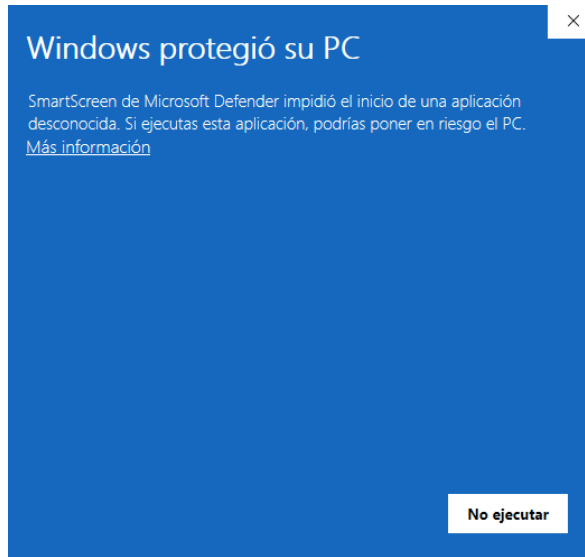 Windows protegió su PC
SmartScreen de Microsoft Defender impidió el inicio de una aplicación
desconocida. Si ejecutas esta aplicación, podrías poner en riesgo el PC.
Más información
No ejecutar